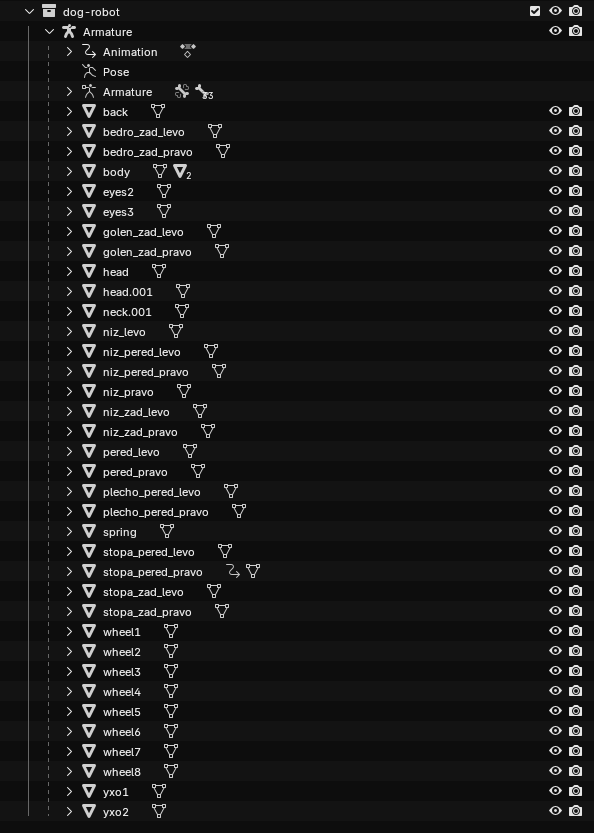 dog-robot
Armature
Animation
Pose
Armature 3
back
bedro_zad_levo
bedro_zad_pravo
body 2
eyes2
eyes3
golen_zad_levo
golen_zad_pravo
head
head.001
neck.001
niz_levo
niz_pered_levo
niz_pered_pravo
niz_pravo
niz_zad_levo
niz_zad_pravo
pered_levo
pered_pravo
plecho_pered_levo
plecho_pered_pravo
spring
stopa_pered_levo
stopa_pered_pravo
stopa_zad_levo
stopa_zad_pravo
wheel1
wheel2
wheel3
wheel4
wheel5
wheel6
wheel7
wheel8
yxo1
yxo2